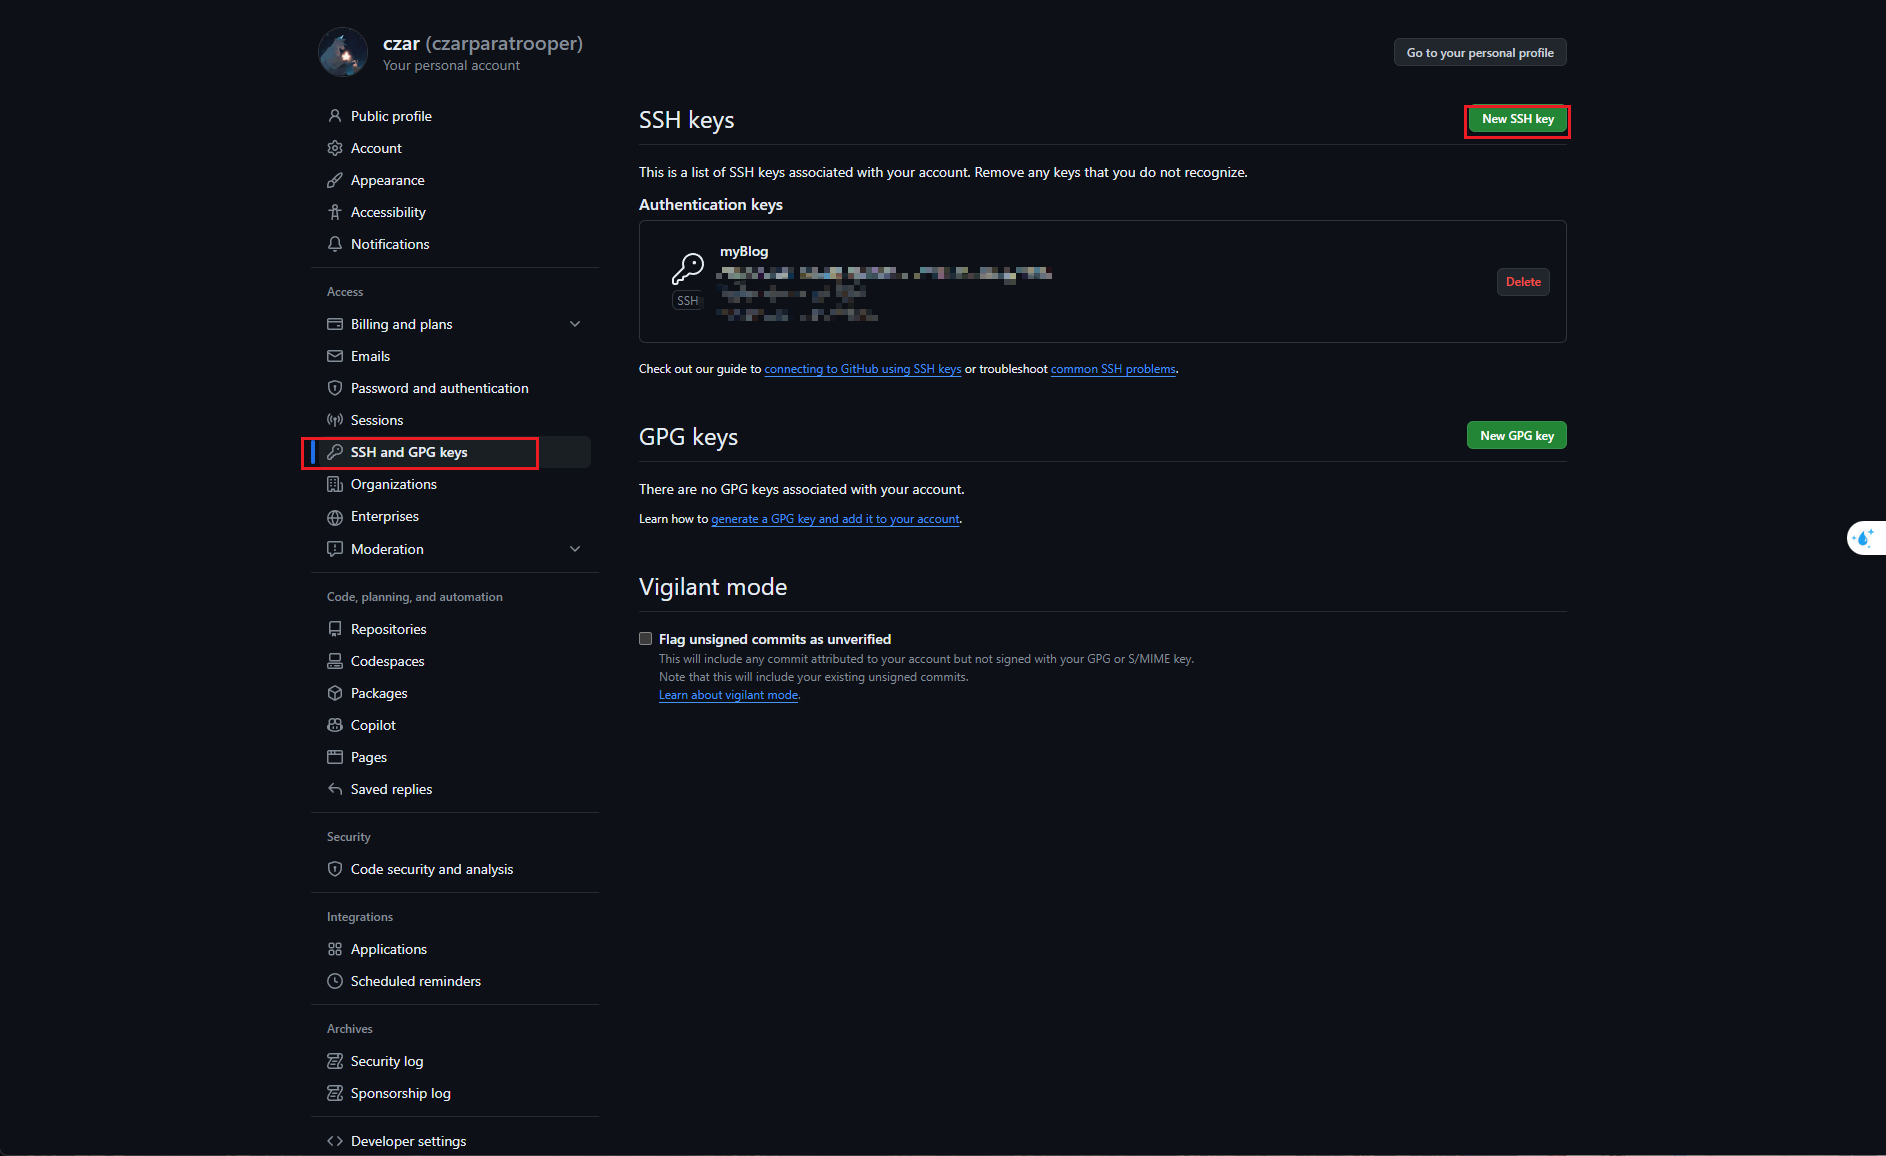 czar (czarparatrooper)
Your personal account
Go to your personal profile
Public profile
Account
Appearance
Accessibility
Notifications
Access
Billing and plans
Emails
Password and authentication
Sessions
SSH and GPG keys
Organizations
Enterprises
Moderation
Code, planning, and automation
Repositories
Codespaces
Packages
Copilot
Pages
Saved replies
Security
Code security and analysis
Integrations
Applications
Scheduled reminders
Archives
Security log
Sponsorship log
Developer settings
SSH keys
New SSH key
This is a list of SSH keys associated with your account. Remove any keys that you do not recognize.
Authentication keys
myBlog
SSH
Delete
Check out our guide to connecting to GitHub using SSH keys or troubleshoot common SSH problems.
GPG keys
New GPG key
There are no GPG keys associated with your account.
Learn how to generate a GPG key and add it to your account.
Vigilant mode
Flag unsigned commits as unverified
This will include any commit attributed to your account but not signed with your GPG or S/MIME key.
Note that this will include your existing unsigned commits.
Learn about vigilant mode.